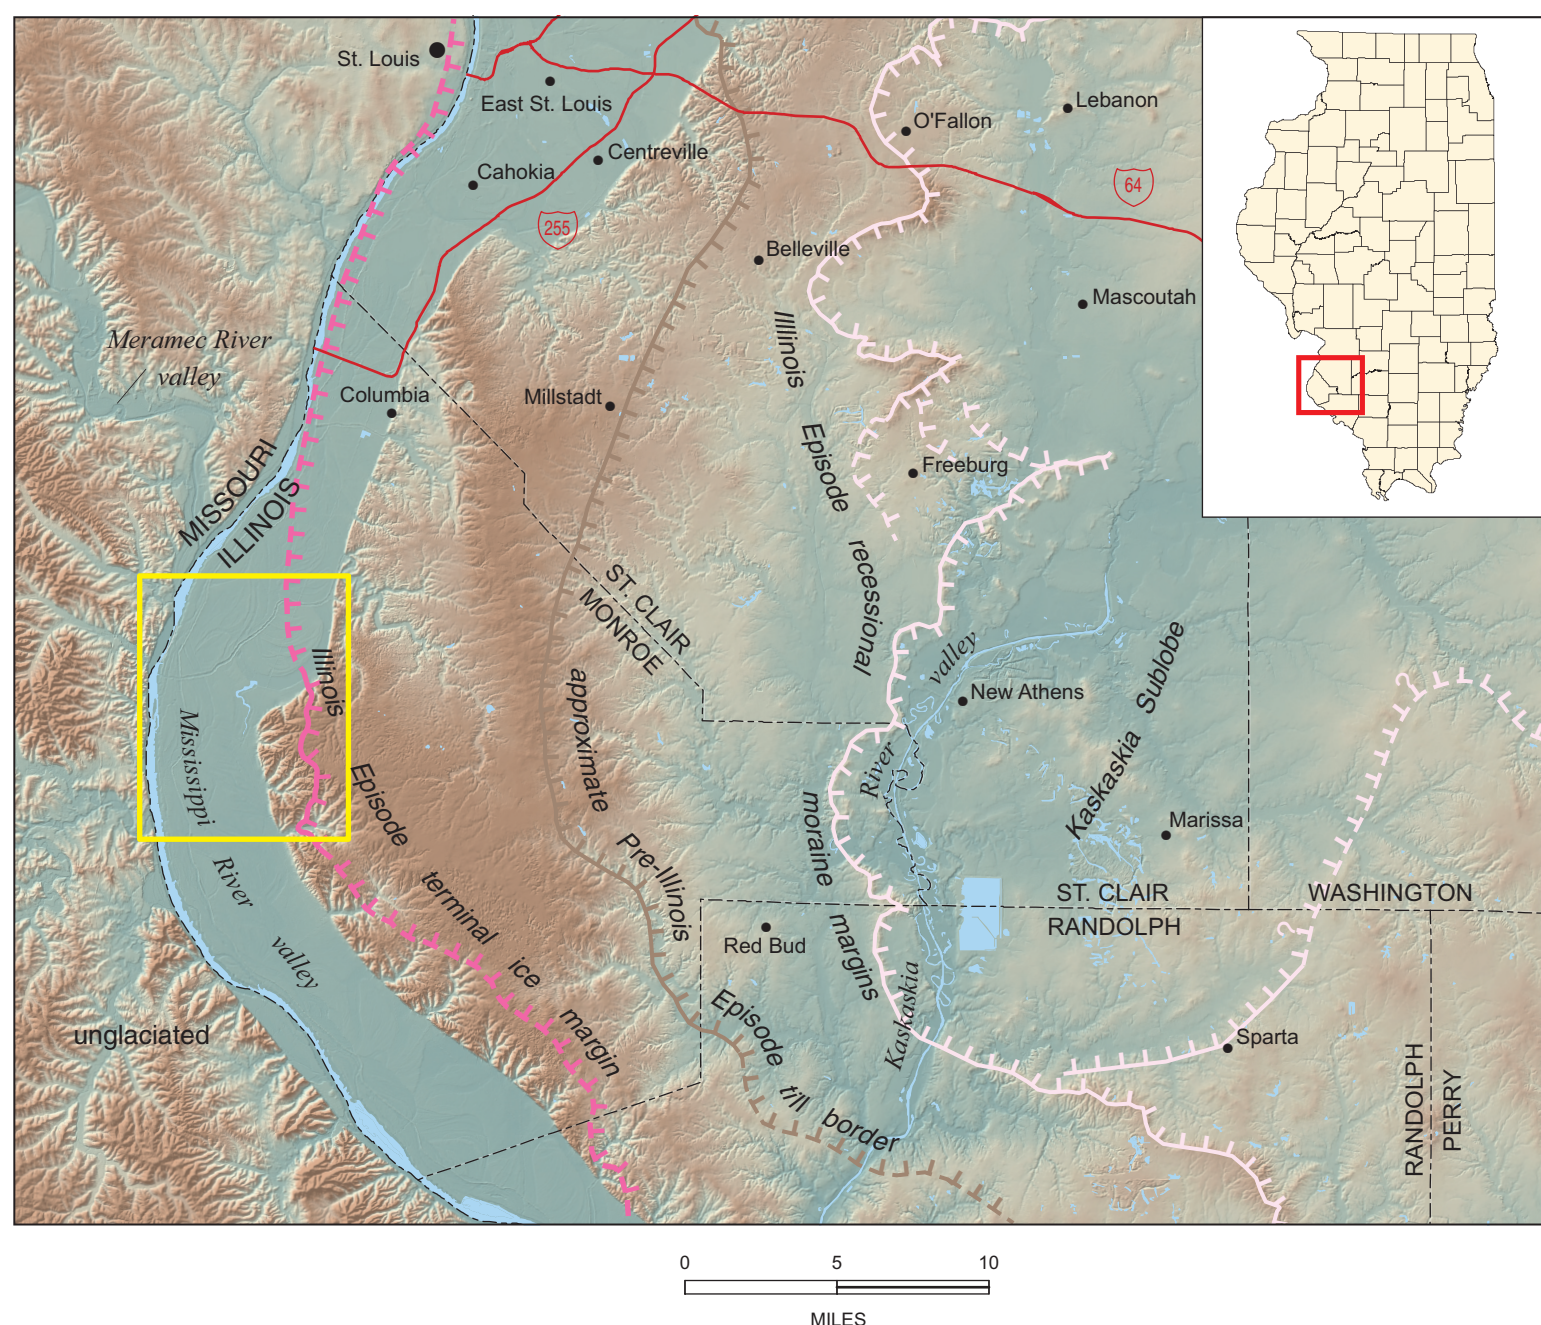 St. Louis
East St. Louis
Cahokia
Centreville
O'Fallon
Lebanon
64
255
Belleville
Mascoutah
Meramec River
valley
Columbia
Millstadt
Freeburg
MISSOURI
ILLINOIS
Illinois Episode recessional moraine margins
ST. CLAIR
MONROE
Illinois Episode terminal ice margin
approximate Pre-Illinois Episode till border
Mississippi River valley
Kaskaskia River valley
New Athens
Kaskaskia Sublobe
Marissa
ST. CLAIR
RANDOLPH
WASHINGTON
?
?
Red Bud
unglaciated
Sparta
RANDOLPH
PERRY
0 5 10
MILES